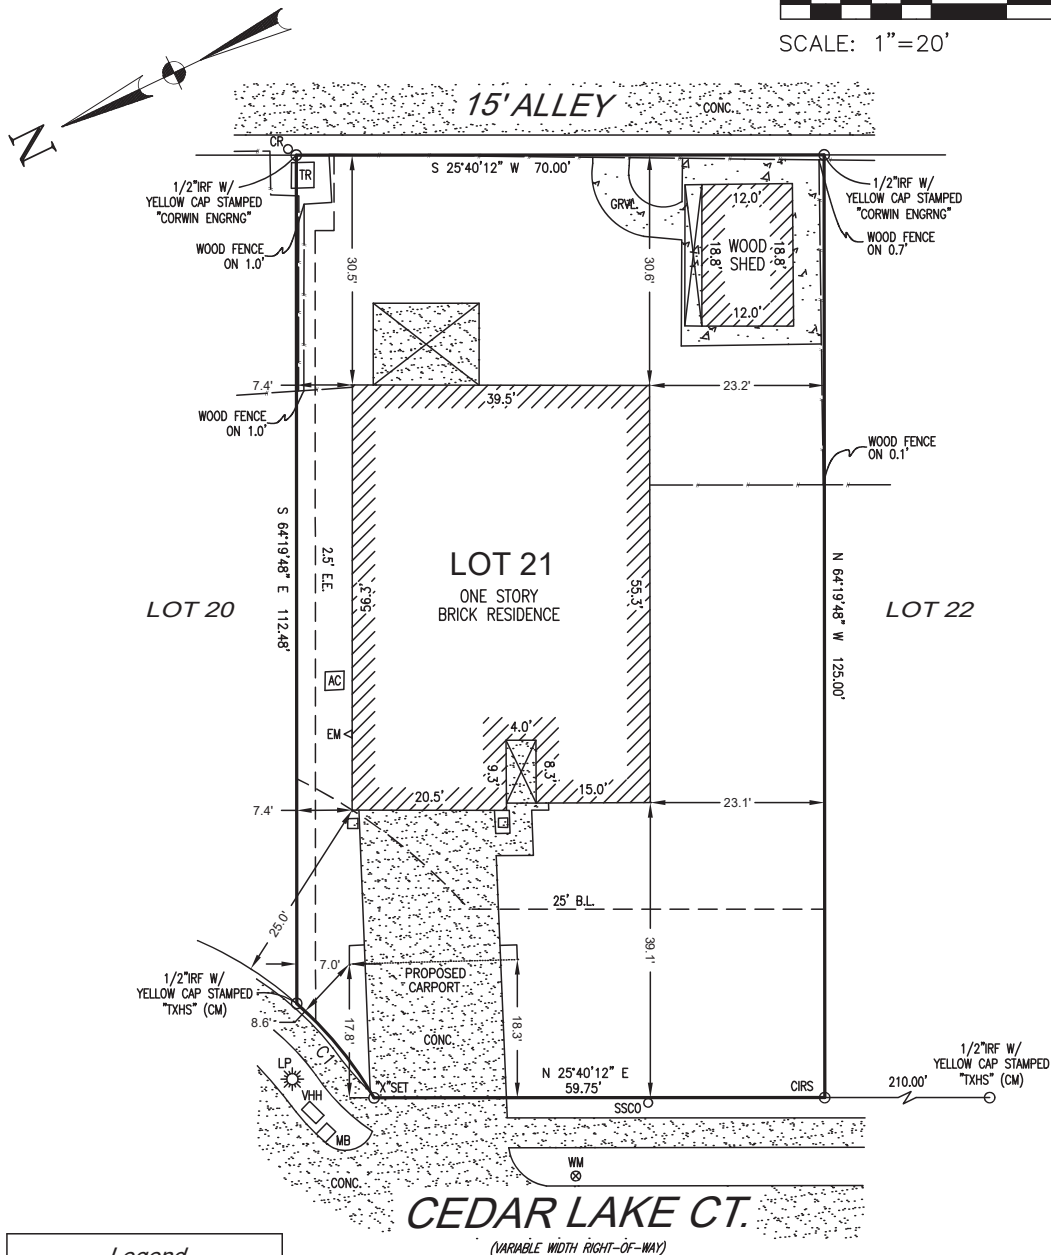 SCALE: 1"=20'
N
15' ALLEY
CONC.
CR
S 25°40'12" W 70.00'
TR
1/2"IRF W/
YELLOW CAP STAMPED
"CORWIN ENGRNG"
1/2"IRF W/
YELLOW CAP STAMPED
"CORWIN ENGRNG"
GRVL.
12.0'
WOOD FENCE
ON 1.0'
WOOD FENCE
ON 0.7'
30.5'
30.6'
18.8'
WOOD
SHED
18.8'
12.0'
7.4'
39.5'
23.2'
WOOD FENCE
ON 1.0'
WOOD FENCE
ON 0.1'
S 64°19'48" E 112.48'
2.5' E.E.
56.3'
LOT 21
ONE STORY
BRICK RESIDENCE
55.3'
N 64°19'48" W 125.00'
LOT 20
LOT 22
AC
EM
4.0'
9.3'
8.3'
20.5'
15.0'
7.4'
23.1'
25.0'
25' B.L.
39.1'
7.0'
PROPOSED
CARPORT
1/2"IRF W/
YELLOW CAP STAMPED
"TXHS" (CM)
8.6'
17.8'
18.3'
CONC.
C1
LP
VHH
MB
"X"SET
N 25°40'12" E
59.75'
SSCO
CIRS
210.00'
1/2"IRF W/
YELLOW CAP STAMPED
"TXHS" (CM)
WM
CONC.
CEDAR LAKE CT.
(VARIABLE WIDTH RIGHT-OF-WAY)
Legend